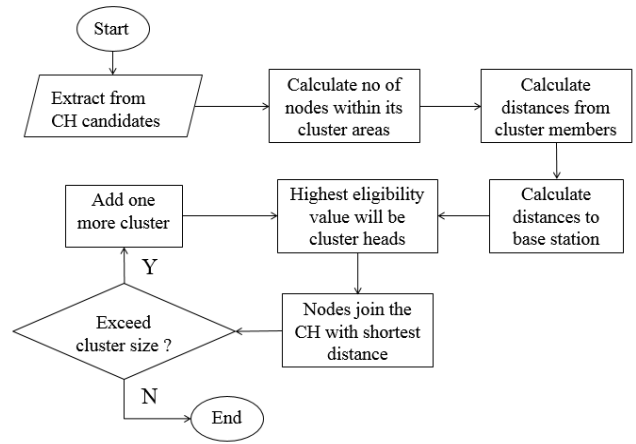 Start
Extract from
CH candidates
Calculate no of
nodes within its
cluster areas
Calculate
distances from
cluster members
Calculate
distances to
base station
Highest eligibility
value will be
cluster heads
Add one
more cluster
Y
Nodes join the
CH with shortest
distance
Exceed
cluster size ?
N
End